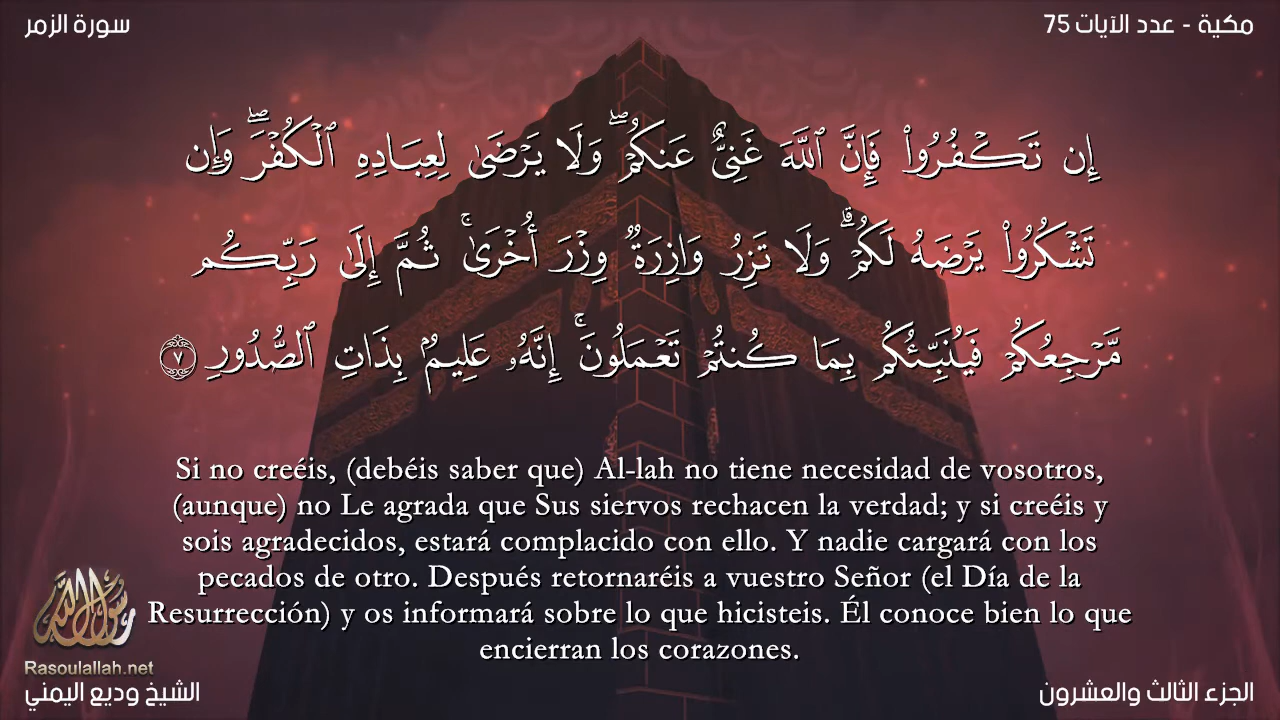 سورة الزمر
مكية - عدد الآيات 75
إِن تَكْفُرُوا۟ فَإِنَّ ٱللَّهَ غَنِىٌّ عَنكُمْ ۖ وَلَا يَرْضَىٰ لِعِبَادِهِ ٱلْكُفْرَ ۖ وَإِن
تَشْكُرُوا۟ يَرْضَهُ لَكُمْ ۗ وَلَا تَزِرُ وَازِرَةٌ وِزْرَ أُخْرَىٰ ۚ ثُمَّ إِلَىٰ رَبِّكُم
مَّرْجِعُكُمْ فَيُنَبِّئُكُم بِمَا كُنتُمْ تَعْمَلُونَ ۚ إِنَّهُۥ عَلِيمٌۢ بِذَاتِ ٱلصُّدُورِ ٧
Si no creéis, (debéis saber que) Al-lah no tiene necesidad de vosotros,
(aunque) no Le agrada que Sus siervos rechacen la verdad; y si creéis y
sois agradecidos, estará complacido con ello. Y nadie cargará con los
pecados de otro. Después retornaréis a vuestro Señor (el Día de la
Resurrección) y os informará sobre lo que hicisteis. Él conoce bien lo que
encierran los corazones.
رسول الله
Rasoulallah.net
الشيخ وديع اليمني
الجزء الثالث والعشرون